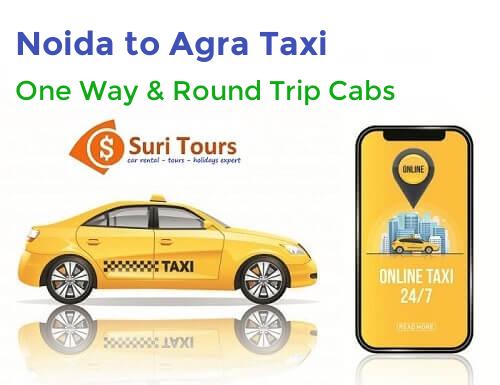 Noida to Agra Taxi
One Way & Round Trip Cabs
$ Suri Tours
car rental - tours - holidays expert
TAXI
ONLINE
ONLINE TAXI
24/7
READ MORE